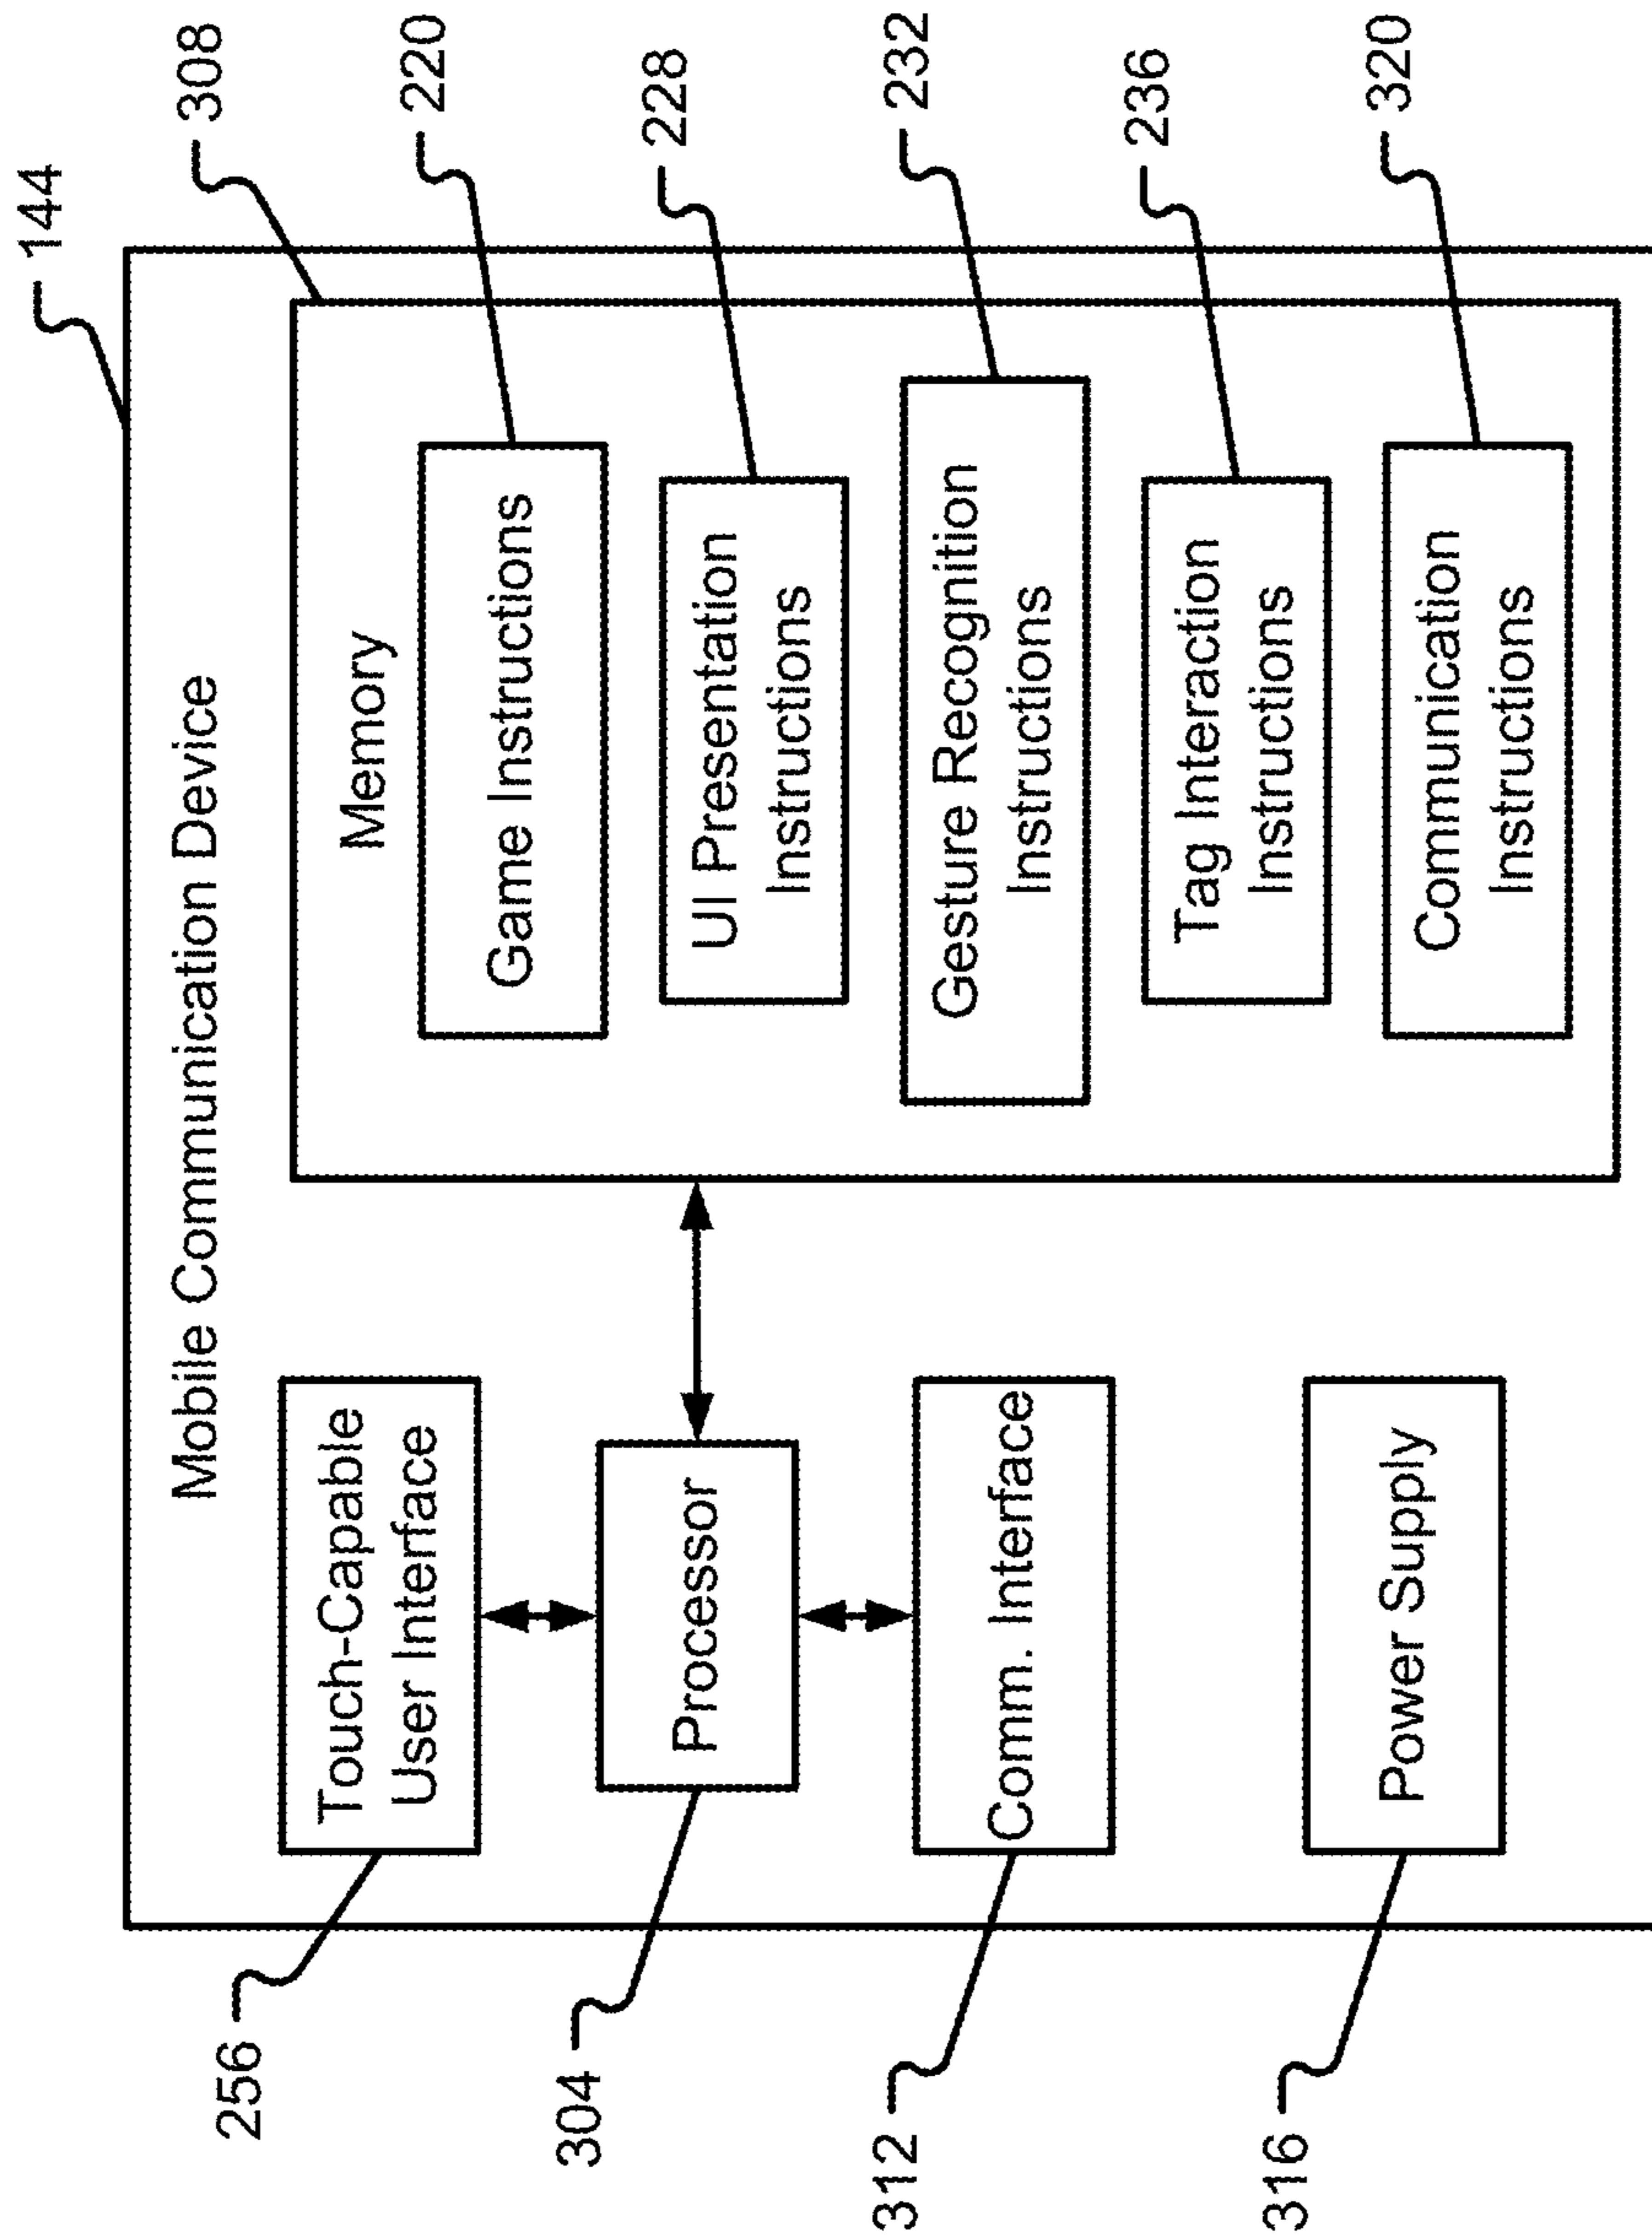 144
Mobile Communication Device
308
256
Touch-Capable
User Interface
304
Processor
312
Comm. Interface
316
Power Supply
Memory
220
Game Instructions
228
UI Presentation
Instructions
232
Gesture Recognition
Instructions
236
Tag Interaction
Instructions
320
Communication
Instructions